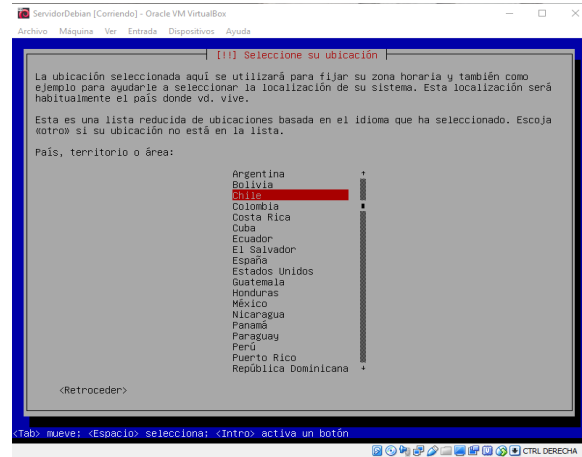 ServidorDebian [Corriendo] - Oracle VM VirtualBox
Archivo Máquina Ver Entrada Dispositivos Ayuda
[!!] Seleccione su ubicación
La ubicación seleccionada aquí se utilizará para fijar su zona horaria y también como
ejemplo para ayudarle a seleccionar la localización de su sistema. Esta localización será
habitualmente el país donde vd. vive.
Esta es una lista reducida de ubicaciones basada en el idioma que ha seleccionado. Escoja
«otro» si su ubicación no está en la lista.
País, territorio o área:
Argentina
Bolivia
Chile
Colombia
Costa Rica
Cuba
Ecuador
El Salvador
España
Estados Unidos
Guatemala
Honduras
México
Nicaragua
Panamá
Paraguay
Perú
Puerto Rico
República Dominicana
<Retroceder>
<Tab> mueve; <Espacio> selecciona; <Intro> activa un botón
CTRL DERECHA